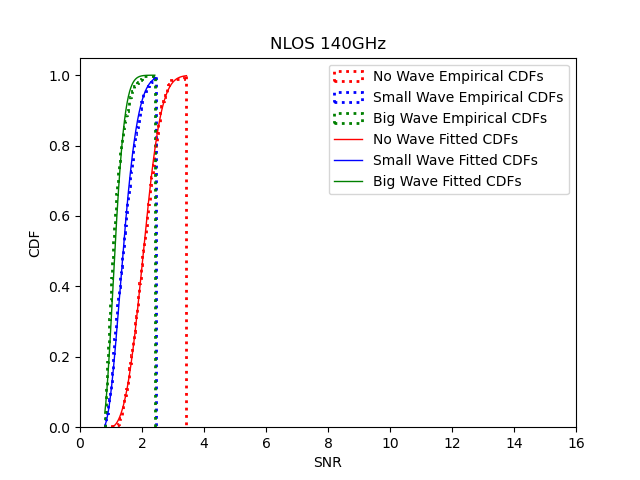 NLOS 140GHz
1.0
0.8
0.6
0.4
0.2
0.0
CDF
No Wave Empirical CDFs
Small Wave Empirical CDFs
Big Wave Empirical CDFs
No Wave Fitted CDFs
Small Wave Fitted CDFs
Big Wave Fitted CDFs
0 2 4 6 8 10 12 14 16
SNR